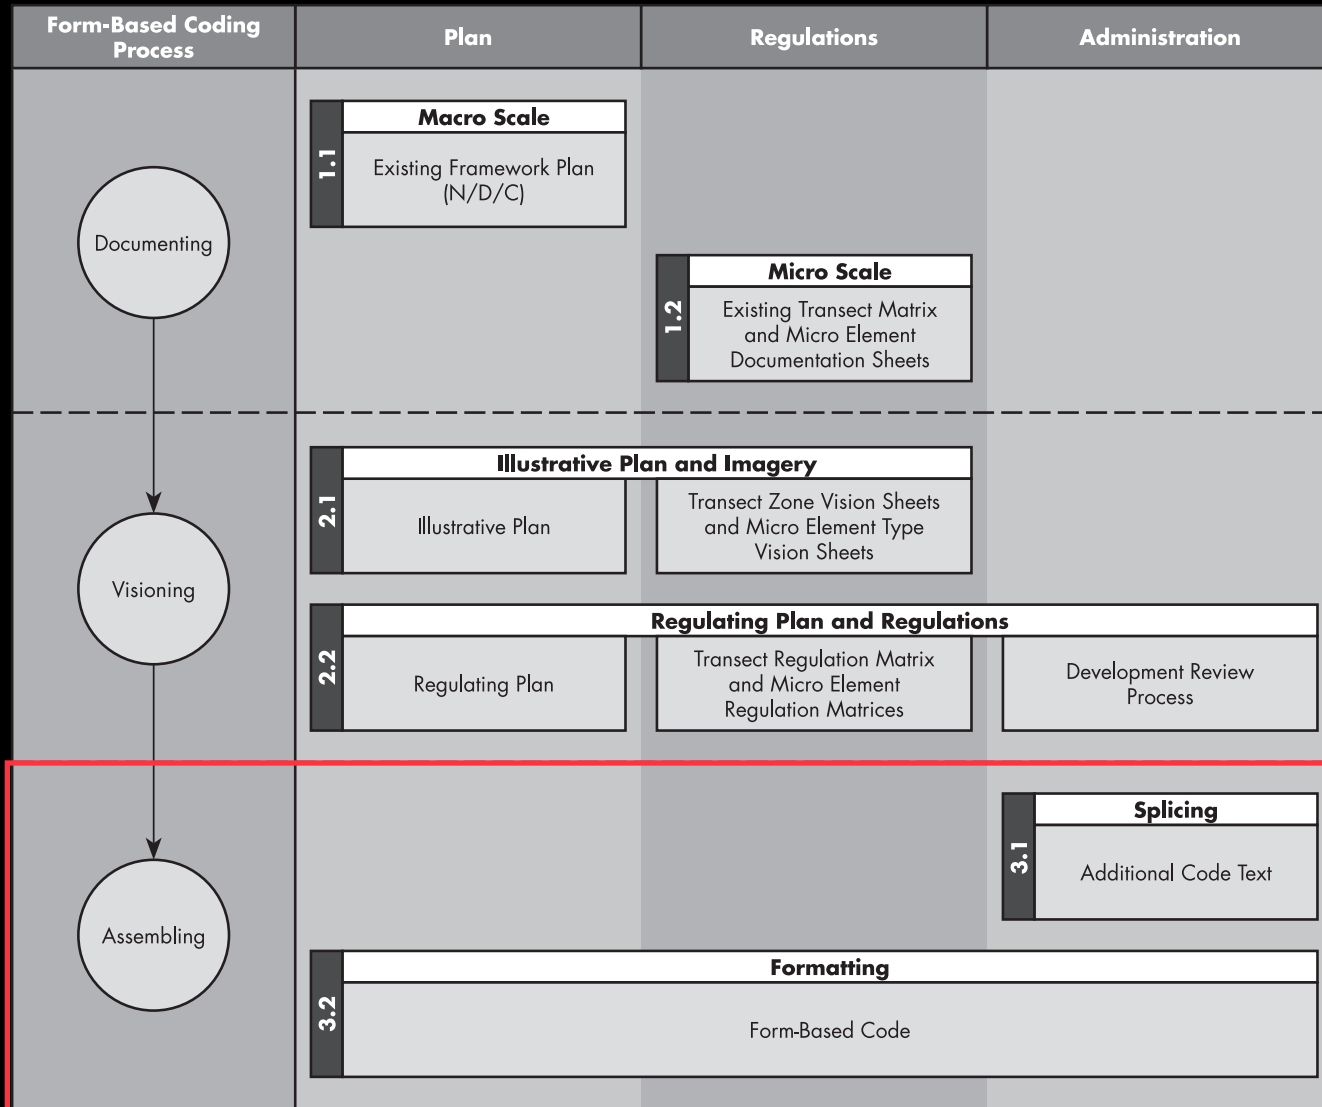 Form-Based Coding
Process
Plan
Regulations
Administration
Documenting
1.1
Macro Scale
Existing Framework Plan
(N/D/C)
1.2
Micro Scale
Existing Transect Matrix
and Micro Element
Documentation Sheets
Visioning
2.1
Illustrative Plan and Imagery
Illustrative Plan
Transect Zone Vision Sheets
and Micro Element Type
Vision Sheets
2.2
Regulating Plan and Regulations
Regulating Plan
Transect Regulation Matrix
and Micro Element
Regulation Matrices
Development Review
Process
Assembling
3.1
Splicing
Additional Code Text
3.2
Formatting
Form-Based Code